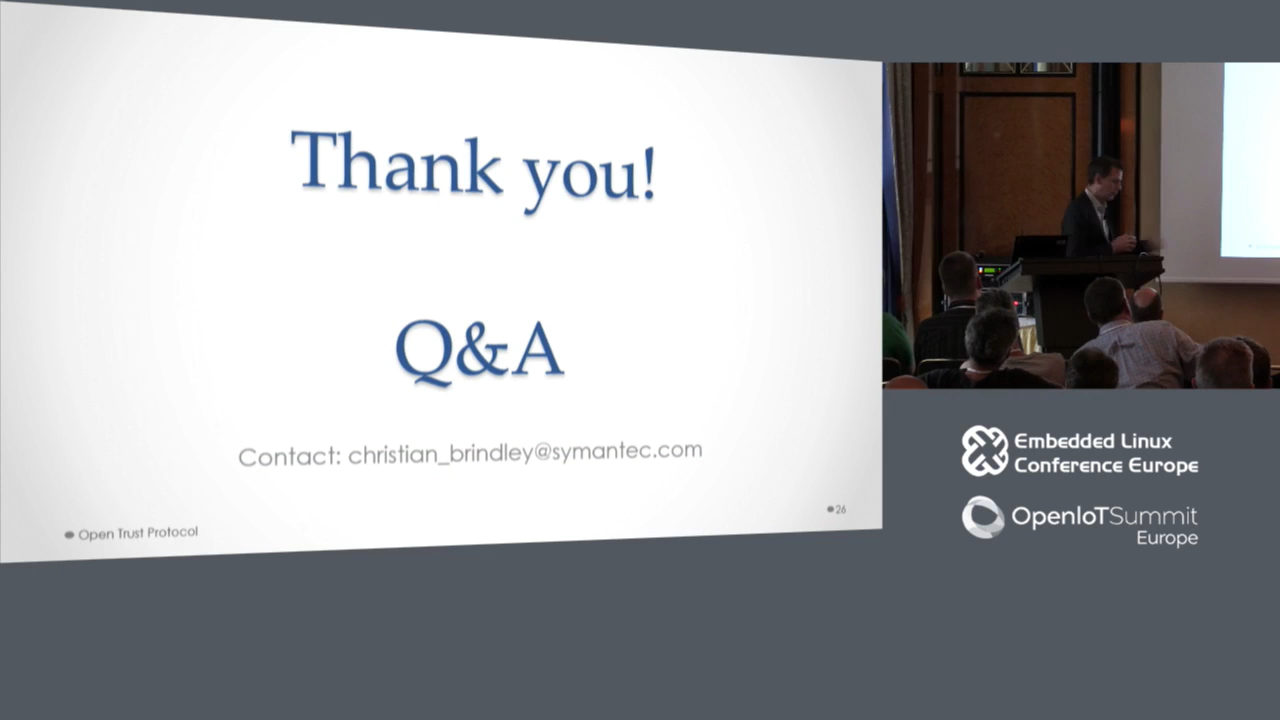 Thank you!
Q&A
Contact: christian_brindley@symantec.com
Open Trust Protocol
26
Embedded Linux
Conference Europe
OpenIoTSummit
Europe